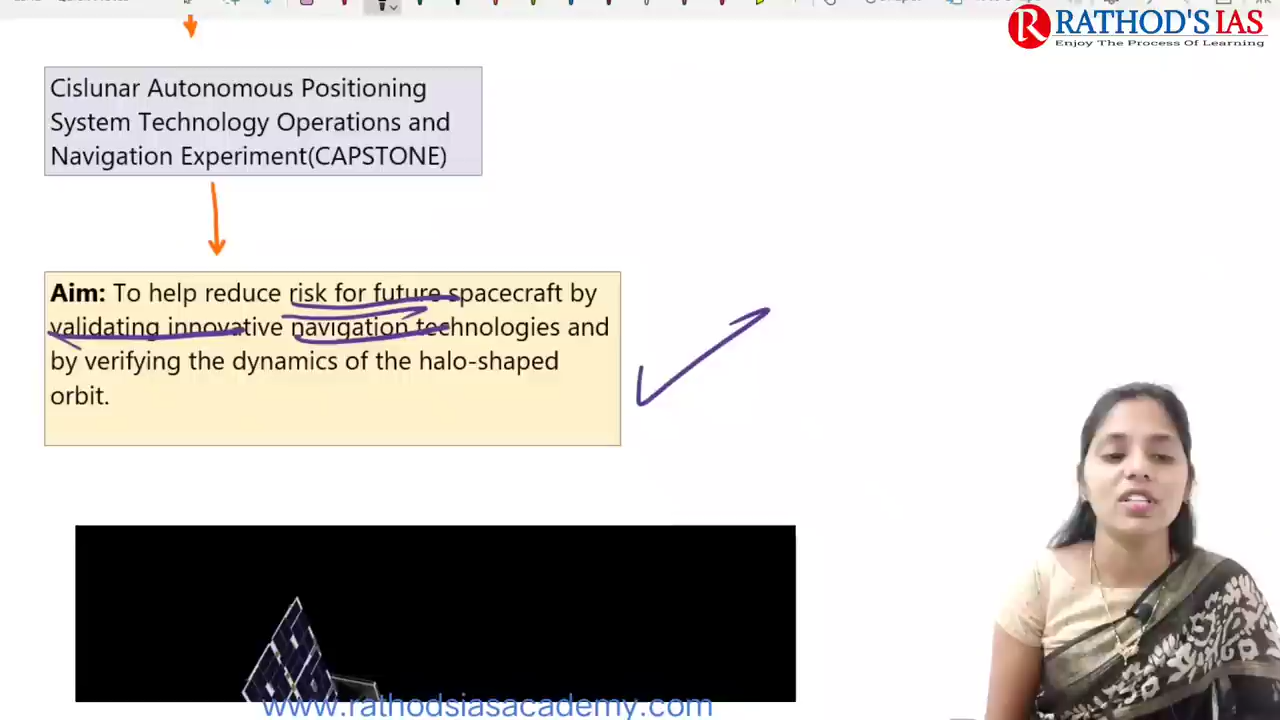 RATHOD'S IAS
Enjoy The Process Of Learning
Cislunar Autonomous Positioning
System Technology Operations and
Navigation Experiment(CAPSTONE)
Aim: To help reduce risk for future spacecraft by
validating innovative navigation technologies and
by verifying the dynamics of the halo-shaped
orbit.
www.rathodsiasacademy.com